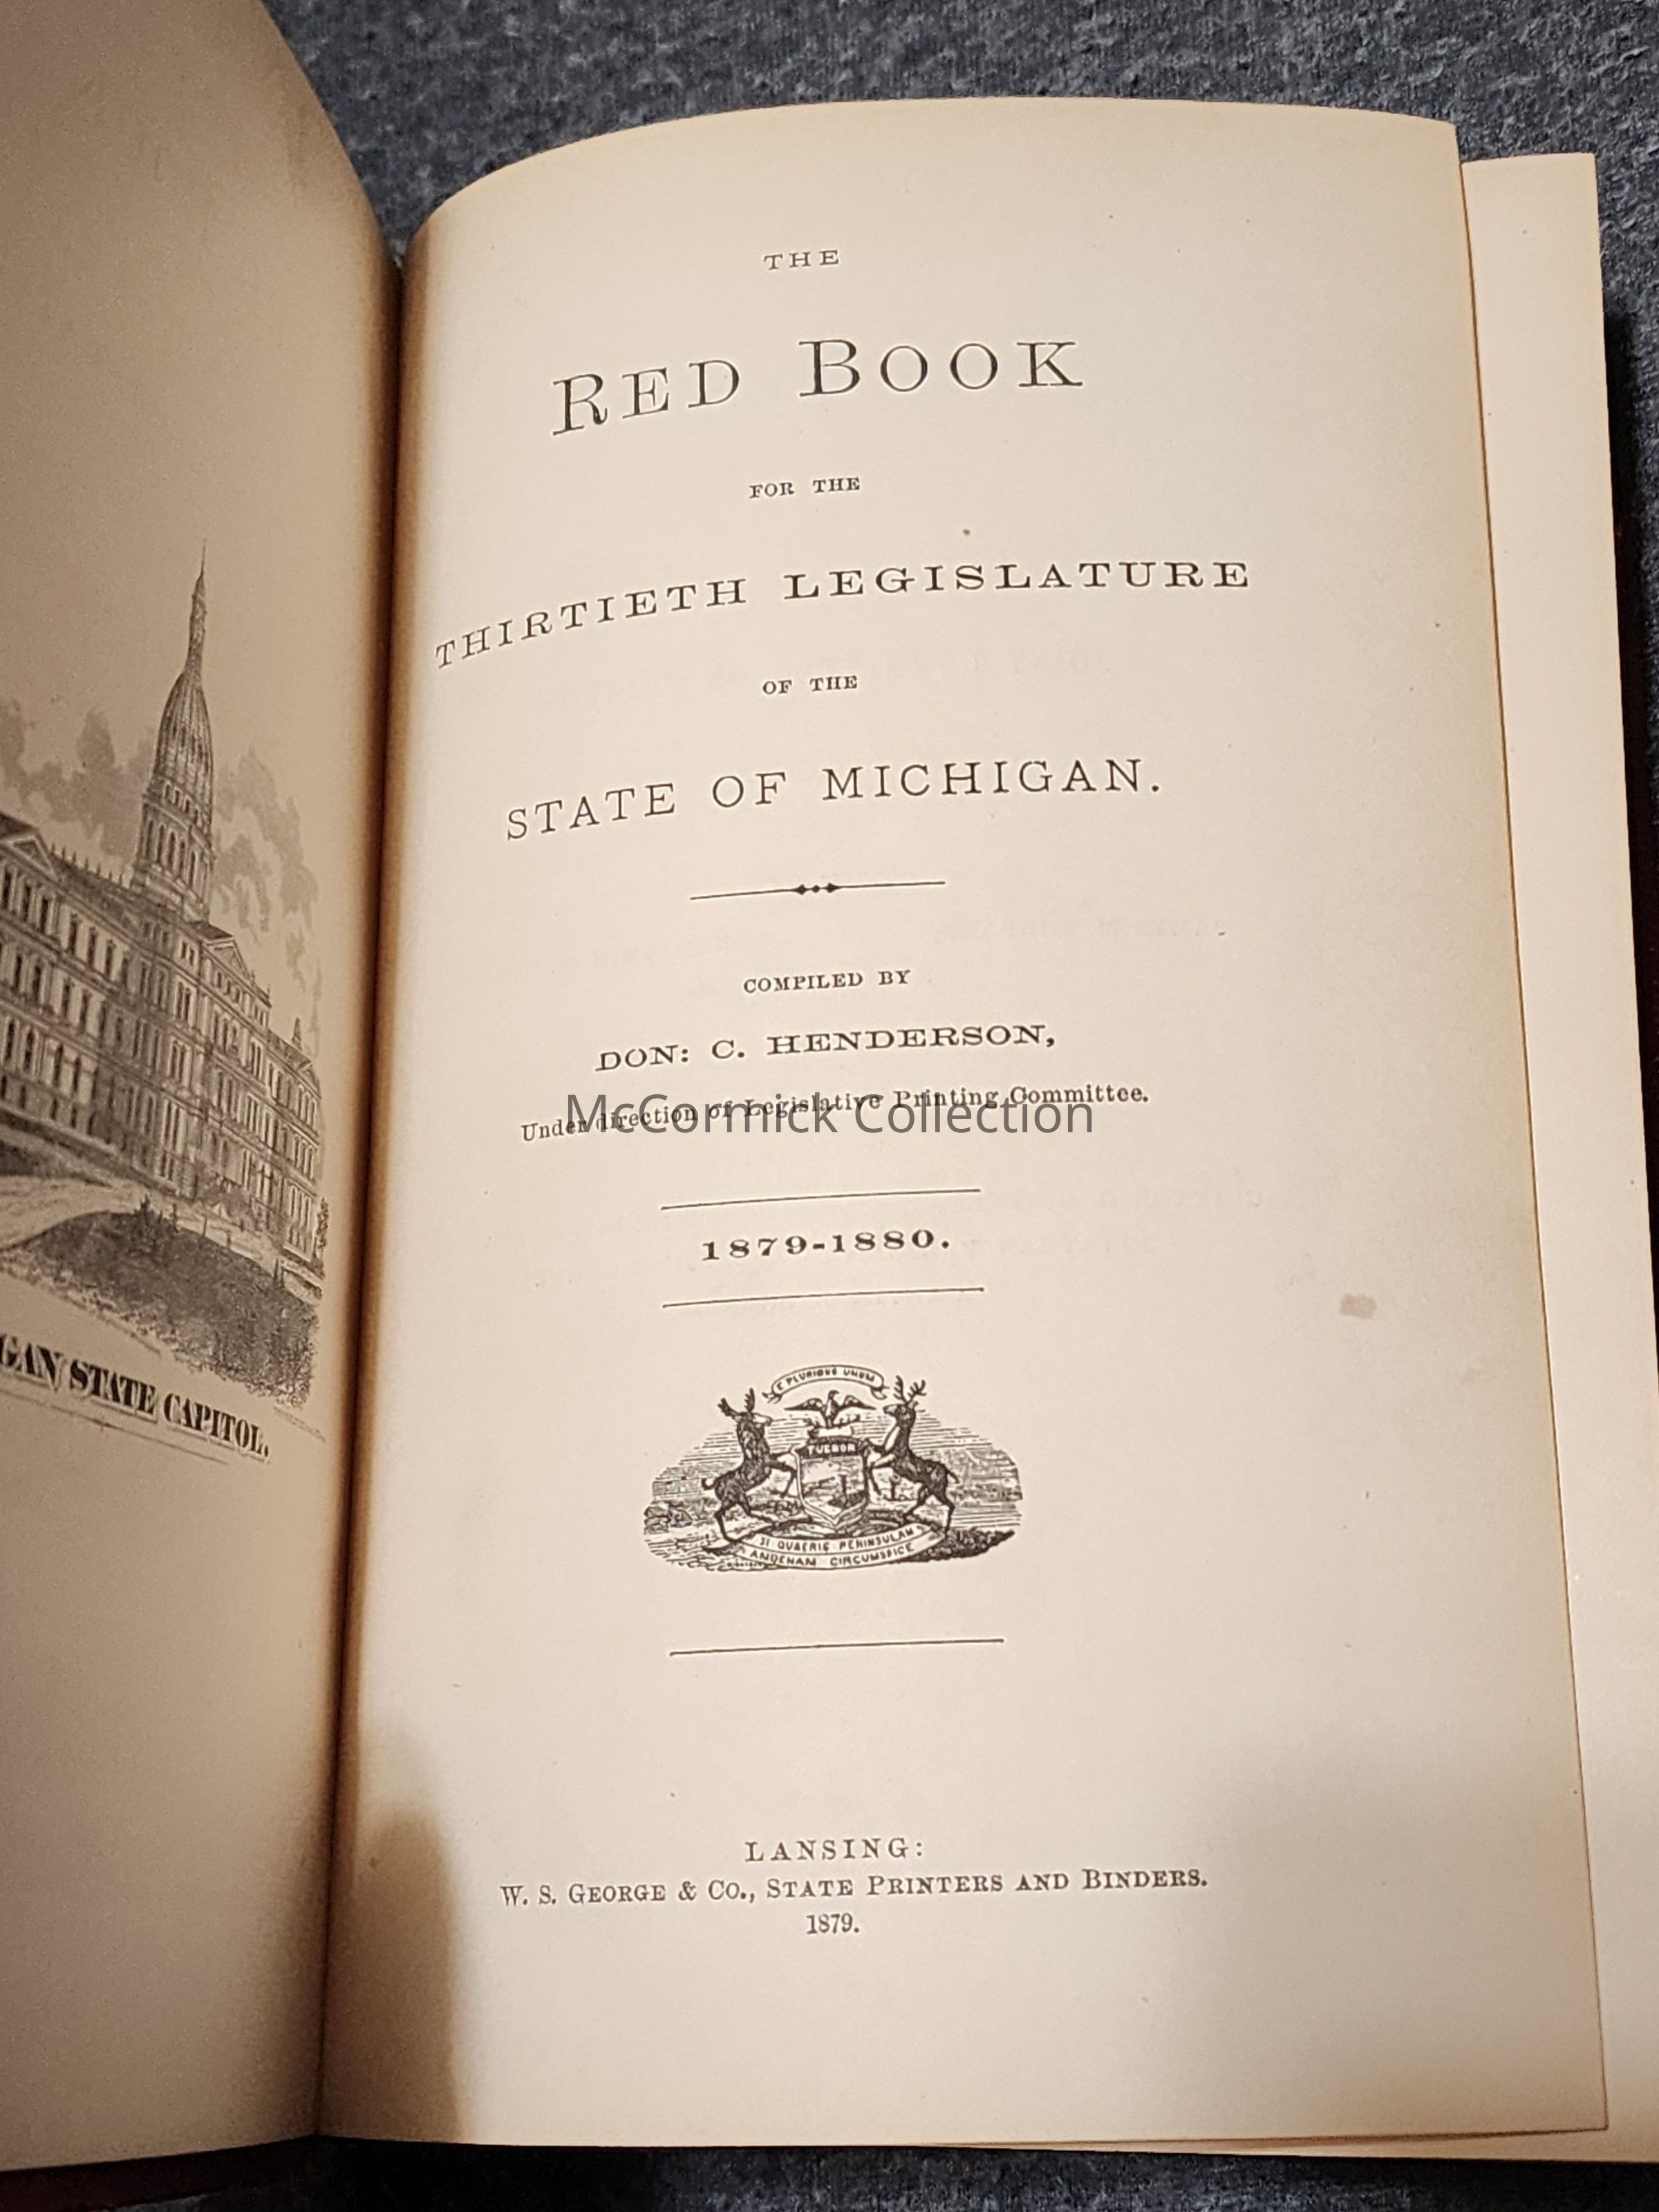 GAN STATE CAPITOL.
THE
RED BOOK
FOR THE
THIRTIETH LEGISLATURE
OF THE
STATE OF MICHIGAN.
COMPILED BY
DON: C. HENDERSON,
Under direction of Legislative Printing Committee.
McCormick Collection
1879-1880.
E PLURIBUS UNUM
TUEBOR
SI QUAERIS PENINSULAM
AMOENAM CIRCUMSPICE
LANSING:
W. S. GEORGE & CO., STATE PRINTERS AND BINDERS.
1879.